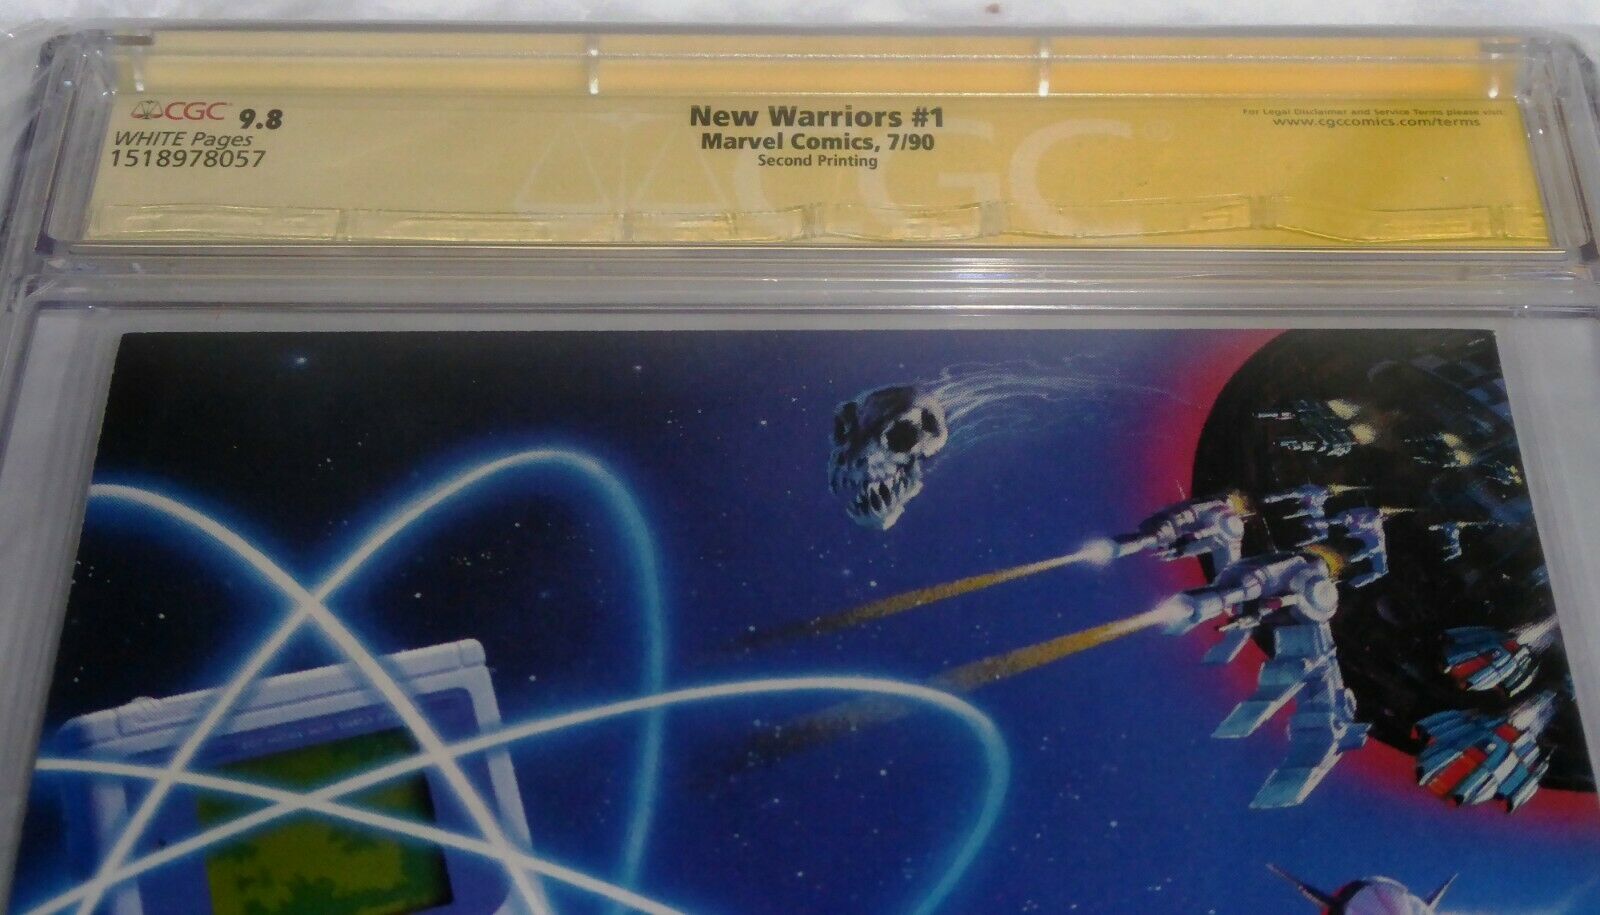 CGC 9.8
WHITE Pages
1518978057
New Warriors #1
Marvel Comics, 7/90
Second Printing
For Legal Disclaimer and Service Terms please visit:
www.cgccomics.com/terms
CGC